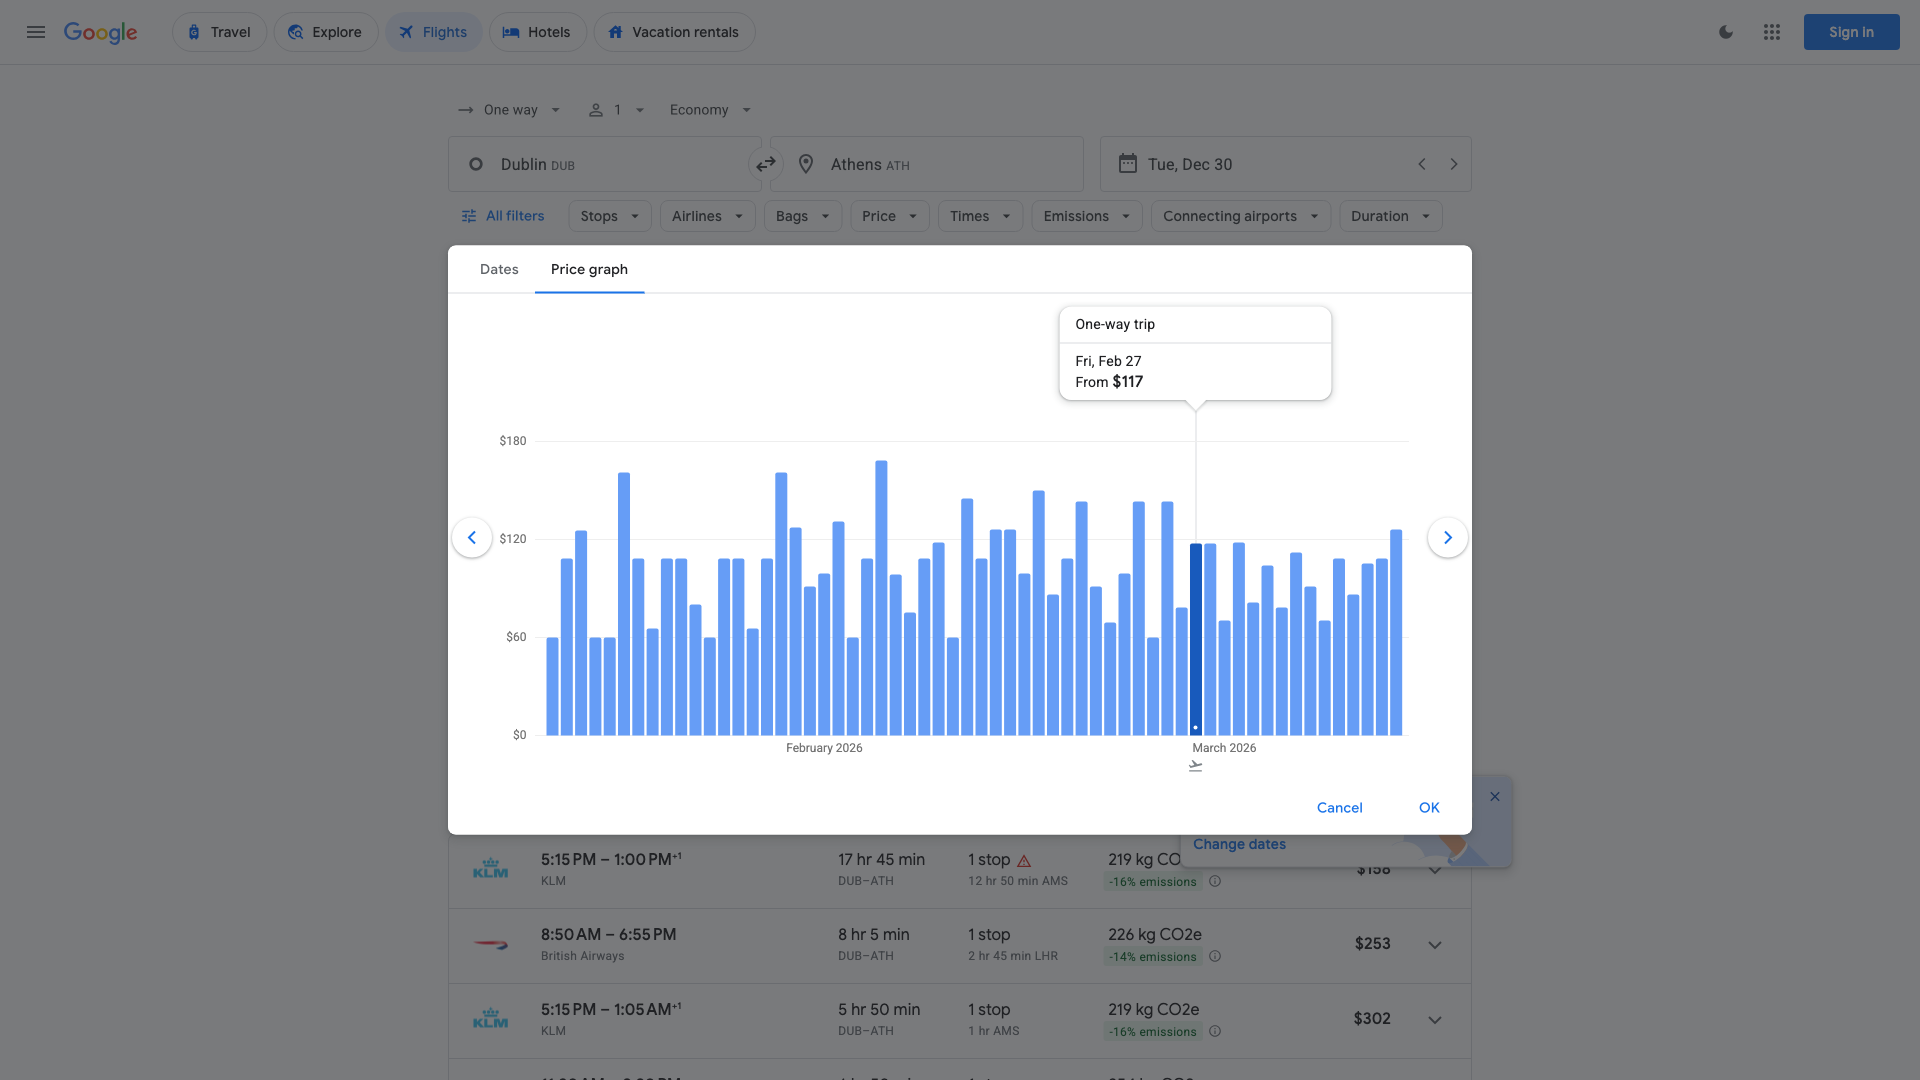 Google
Travel
Explore
Flights
Hotels
Vacation rentals
Sign in
One way
1
Economy
Dublin DUB
Athens ATH
Tue, Dec 30
All filters
Stops
Airlines
Bags
Price
Times
Emissions
Connecting airports
Duration
Dates
Price graph
One-way trip
Fri, Feb 27
From $117
$180
$120
$60
$0
February 2026
March 2026
Cancel
OK
Change dates
KLM
5:15 PM – 1:00 PM+1
KLM
17 hr 45 min
DUB–ATH
1 stop
12 hr 50 min AMS
219 kg CO
-16% emissions
$158
8:50 AM – 6:55 PM
British Airways
8 hr 5 min
DUB–ATH
1 stop
2 hr 45 min LHR
226 kg CO2e
-14% emissions
$253
KLM
5:15 PM – 1:05 AM+1
KLM
5 hr 50 min
DUB–ATH
1 stop
1 hr AMS
219 kg CO2e
-16% emissions
$302